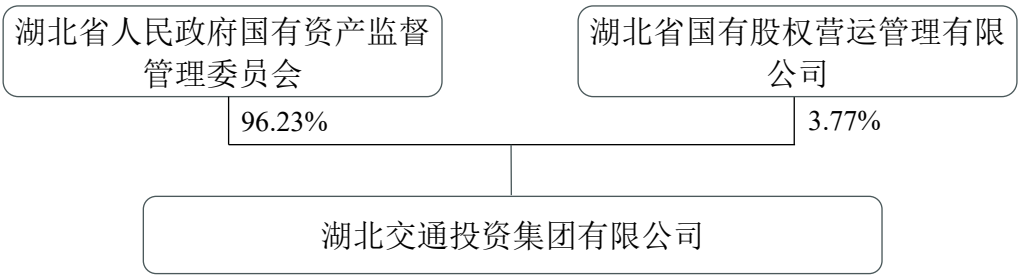 湖北省人民政府国有资产监督
管理委员会
湖北省国有股权营运管理有限
公司
96.23%
3.77%
湖北交通投资集团有限公司